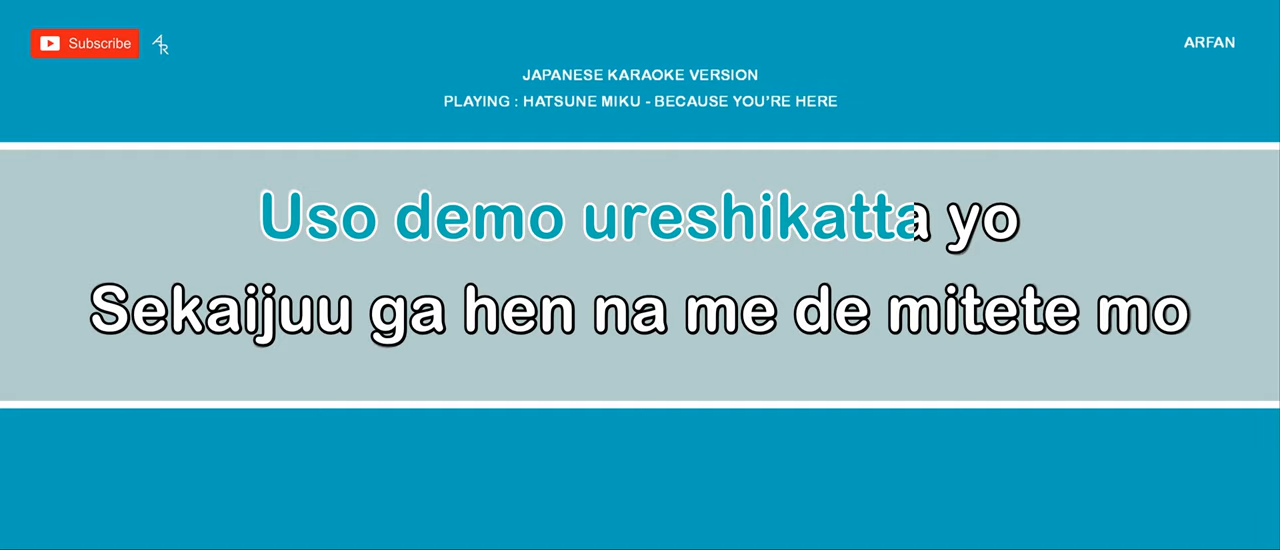 Subscribe
AR
ARFAN
JAPANESE KARAOKE VERSION
PLAYING : HATSUNE MIKU - BECAUSE YOU'RE HERE
Uso demo ureshikatta yo
Sekaijuu ga hen na me de mitete mo